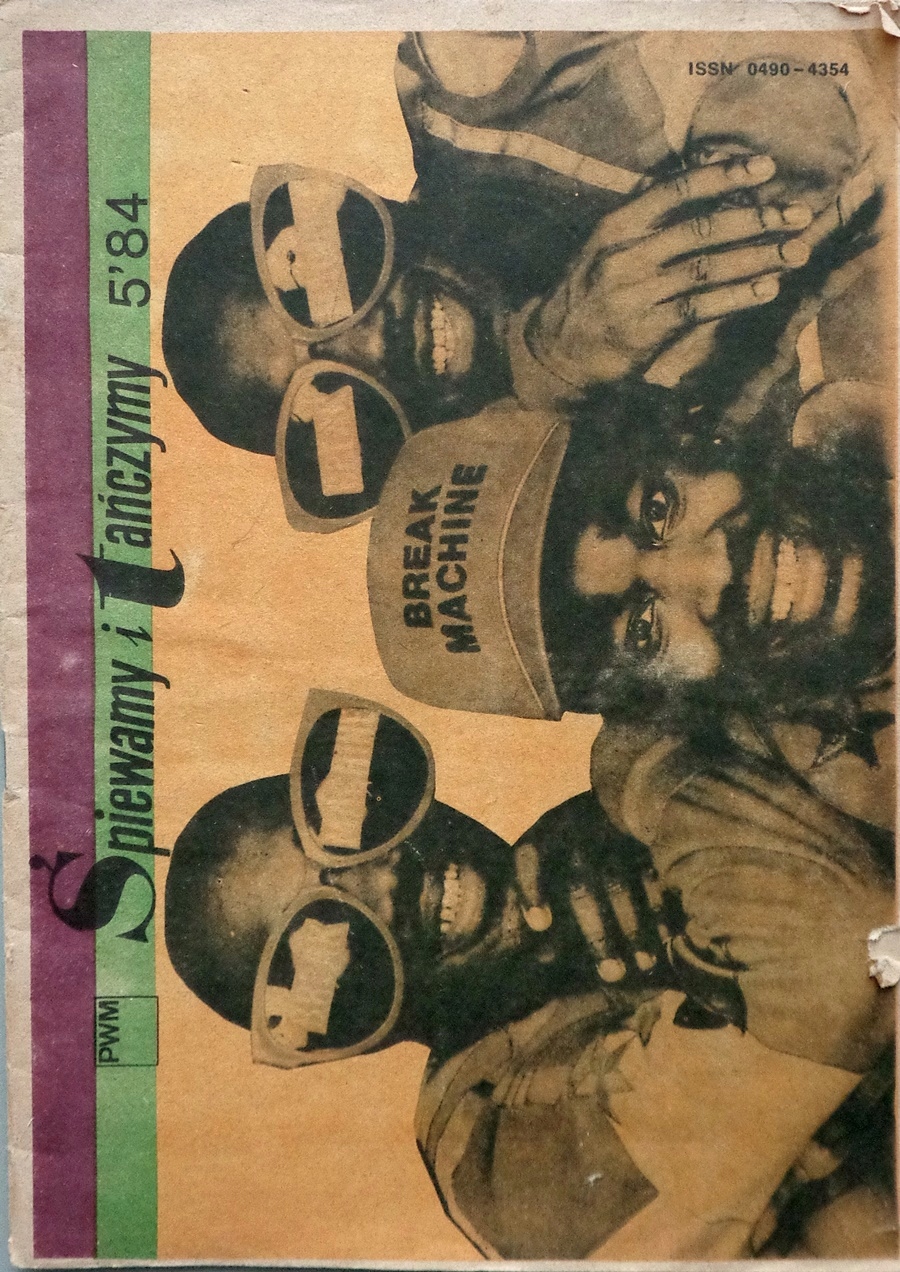 PWM
Śpiewamy i tańczymy 5'84
BREAK
MACHINE
ISSN 0490-4354